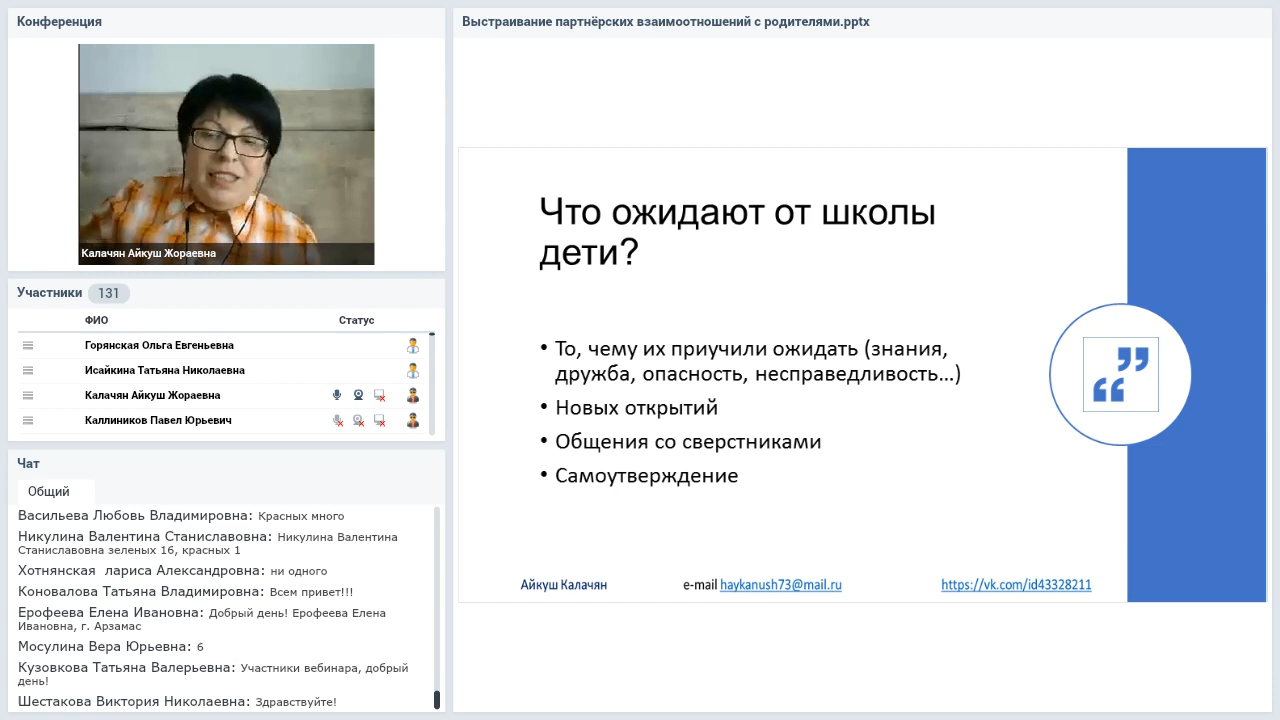 Конференция
Калачян Айкуш Жораевна
Участники 131
ФИО Статус
Горянская Ольга Евгеньевна
Исайкина Татьяна Николаевна
Калачян Айкуш Жораевна
Каллиников Павел Юрьевич
Чат
Общий
Васильева Любовь Владимировна: Красных много
Никулина Валентина Станиславовна: Никулина Валентина
Станиславовна зеленых 16, красных 1
Хотнянская лариса Александровна: ни одного
Коновалова Татьяна Владимировна: Всем привет!!!
Ерофеева Елена Ивановна: Добрый день! Ерофеева Елена
Ивановна, г. Арзамас
Мосулина Вера Юрьевна: 6
Кузовкова Татьяна Валерьевна: Участники вебинара, добрый
день!
Шестакова Виктория Николаевна: Здравствуйте!
Выстраивание партнёрских взаимоотношений с родителями.pptx
Что ожидают от школы
дети?
• То, чему их приучили ожидать (знания,
дружба, опасность, несправедливость…)
• Новых открытий
• Общения со сверстниками
• Самоутверждение
Айкуш Калачян e-mail haykanush73@mail.ru https://vk.com/id43328211